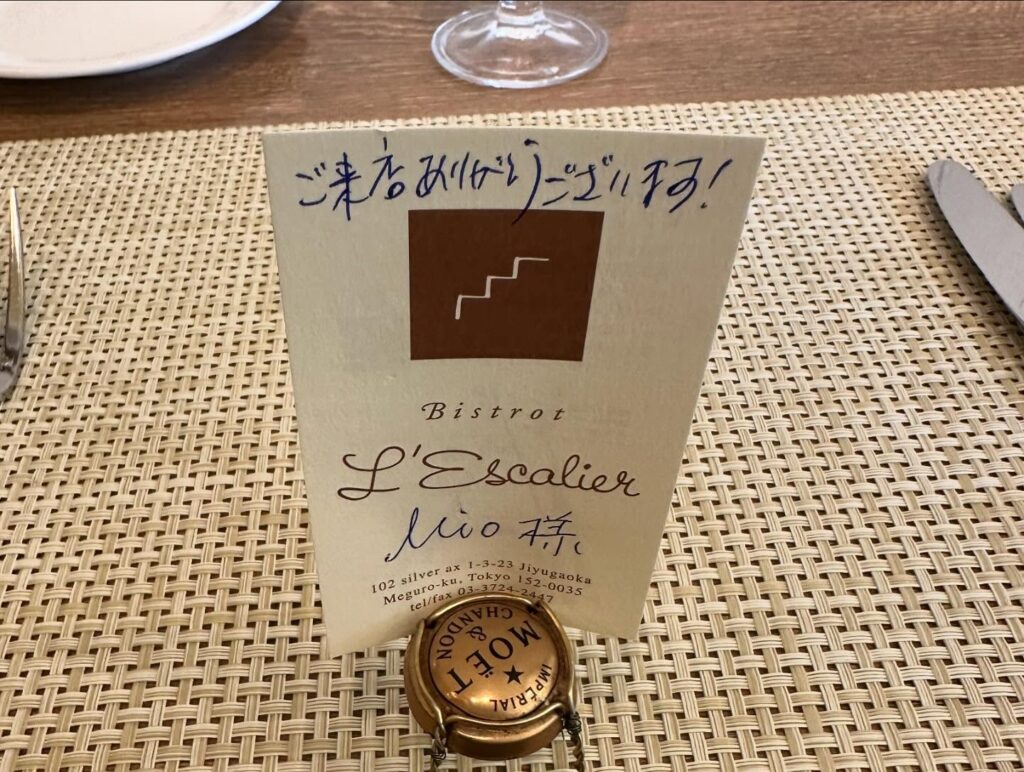 ご来店ありがとうございます!
Bistrot
L'Escalier
Mio 様
102 silver ax 1-3-23 Jiyugaoka
Meguro-ku, Tokyo 152-0035
tel/fax 03-3724-2447
MOËT
&
CHANDON
IMPÉRIAL